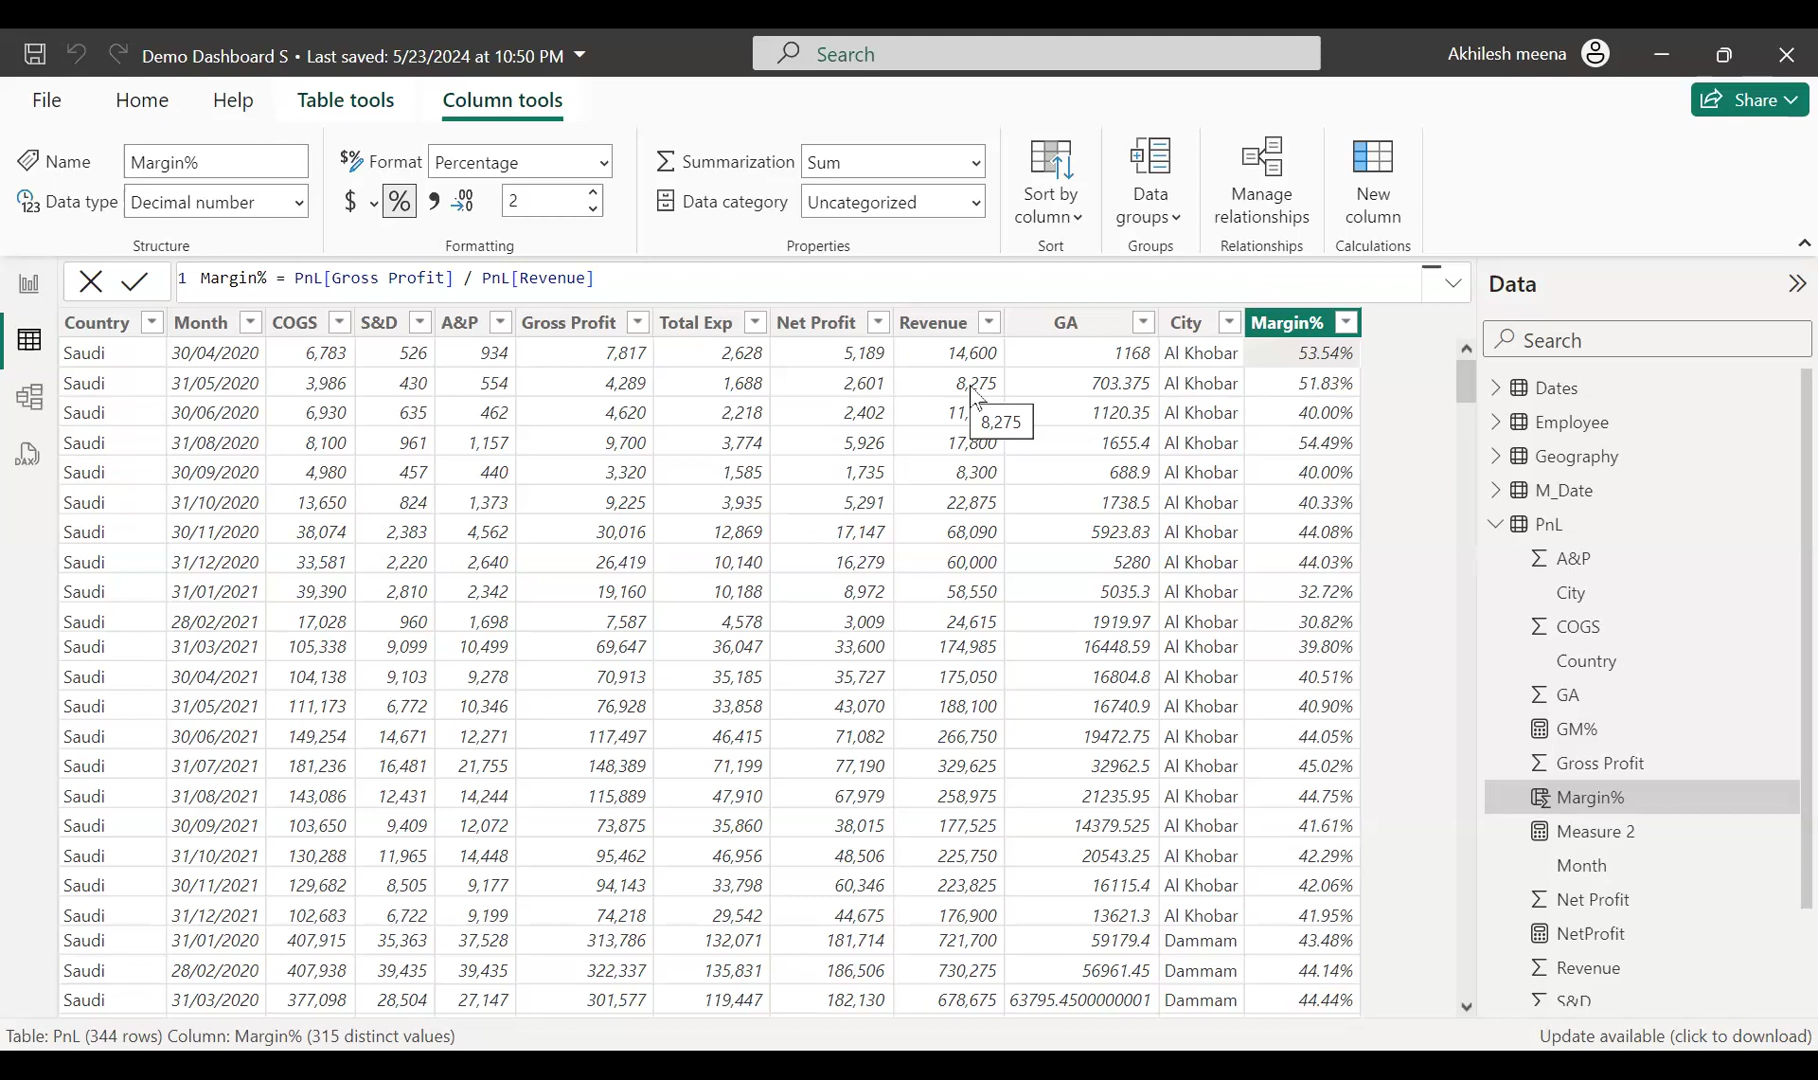 Demo Dashboard S • Last saved: 5/23/2024 at 10:50 PM
Search
Akhilesh meena
File Home Help Table tools Column tools
Share
Name Margin%
Format Percentage
Summarization Sum
Data type Decimal number
$ % 2
Data category Uncategorized
Sort by column
Data groups
Manage relationships
New column
Structure Formatting Properties Sort Groups Relationships Calculations
1 Margin% = PnL[Gross Profit] / PnL[Revenue]
Country Month COGS S&D A&P Gross Profit Total Exp Net Profit Revenue GA City Margin%
Saudi 30/04/2020 6,783 526 934 7,817 2,628 5,189 14,600 1168 Al Khobar 53.54%
Saudi 31/05/2020 3,986 430 554 4,289 1,688 2,601 8,275 703.375 Al Khobar 51.83%
Saudi 30/06/2020 6,930 635 462 4,620 2,218 2,402 11, 1120.35 Al Khobar 40.00%
8,275
Saudi 31/08/2020 8,100 961 1,157 9,700 3,774 5,926 17,800 1655.4 Al Khobar 54.49%
Saudi 30/09/2020 4,980 457 440 3,320 1,585 1,735 8,300 688.9 Al Khobar 40.00%
Saudi 31/10/2020 13,650 824 1,373 9,225 3,935 5,291 22,875 1738.5 Al Khobar 40.33%
Saudi 30/11/2020 38,074 2,383 4,562 30,016 12,869 17,147 68,090 5923.83 Al Khobar 44.08%
Saudi 31/12/2020 33,581 2,220 2,640 26,419 10,140 16,279 60,000 5280 Al Khobar 44.03%
Saudi 31/01/2021 39,390 2,810 2,342 19,160 10,188 8,972 58,550 5035.3 Al Khobar 32.72%
Saudi 28/02/2021 17,028 960 1,698 7,587 4,578 3,009 24,615 1919.97 Al Khobar 30.82%
Saudi 31/03/2021 105,338 9,099 10,499 69,647 36,047 33,600 174,985 16448.59 Al Khobar 39.80%
Saudi 30/04/2021 104,138 9,103 9,278 70,913 35,185 35,727 175,050 16804.8 Al Khobar 40.51%
Saudi 31/05/2021 111,173 6,772 10,346 76,928 33,858 43,070 188,100 16740.9 Al Khobar 40.90%
Saudi 30/06/2021 149,254 14,671 12,271 117,497 46,415 71,082 266,750 19472.75 Al Khobar 44.05%
Saudi 31/07/2021 181,236 16,481 21,755 148,389 71,199 77,190 329,625 32962.5 Al Khobar 45.02%
Saudi 31/08/2021 143,086 12,431 14,244 115,889 47,910 67,979 258,975 21235.95 Al Khobar 44.75%
Saudi 30/09/2021 103,650 9,409 12,072 73,875 35,860 38,015 177,525 14379.525 Al Khobar 41.61%
Saudi 31/10/2021 130,288 11,965 14,448 95,462 46,956 48,506 225,750 20543.25 Al Khobar 42.29%
Saudi 30/11/2021 129,682 8,505 9,177 94,143 33,798 60,346 223,825 16115.4 Al Khobar 42.06%
Saudi 31/12/2021 102,683 6,722 9,199 74,218 29,542 44,675 176,900 13621.3 Al Khobar 41.95%
Saudi 31/01/2020 407,915 35,363 37,528 313,786 132,071 181,714 721,700 59179.4 Dammam 43.48%
Saudi 28/02/2020 407,938 39,435 39,435 322,337 135,831 186,506 730,275 56961.45 Dammam 44.14%
Saudi 31/03/2020 377,098 28,504 27,147 301,577 119,447 182,130 678,675 63795.4500000001 Dammam 44.44%
Data
Search
Dates
Employee
Geography
M_Date
PnL
A&P
City
COGS
Country
GA
GM%
Gross Profit
Margin%
Measure 2
Month
Net Profit
NetProfit
Revenue
S&D
DAX
Table: PnL (344 rows) Column: Margin% (315 distinct values)
Update available (click to download)